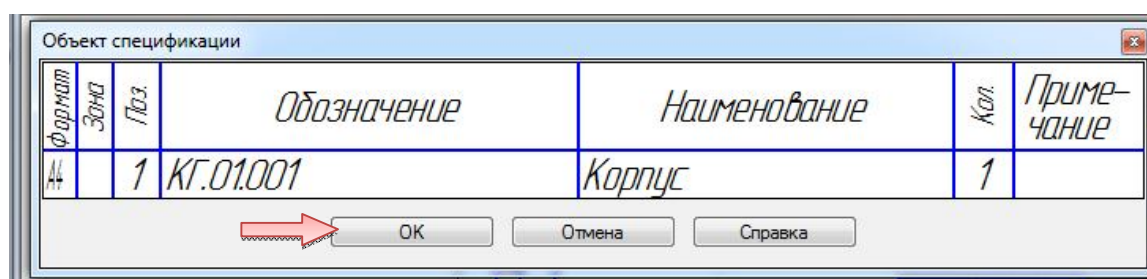 Объект спецификации
Формат Зона Поз. Обозначение Наименование Кол. Приме-
чание
А4 1 КГ.01.001 Корпус 1
ОК Отмена Справка